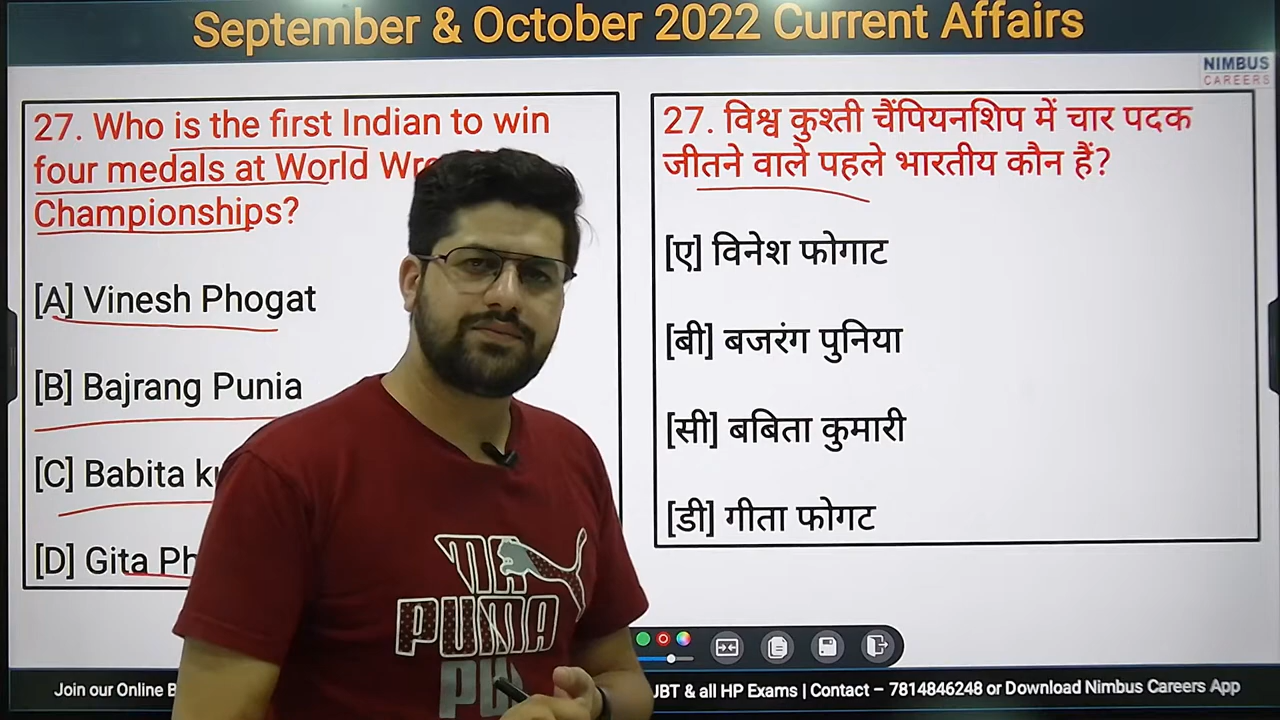 September & October 2022 Current Affairs
NIMBUS
CAREERS
27. Who is the first Indian to win
four medals at World
Championships?
[A] Vinesh Phogat
[B] Bajrang Punia
[C] Babita
[D] Gita
27. विश्व कुश्ती चैंपियनशिप में चार पदक
जीतने वाले पहले भारतीय कौन हैं?
[ए] विनेश फोगाट
[बी] बजरंग पुनिया
[सी] बबिता कुमारी
[डी] गीता फोगट
PUMA
Join our Online
JBT & all HP Exams | Contact – 7814846248 or Download Nimbus Careers App